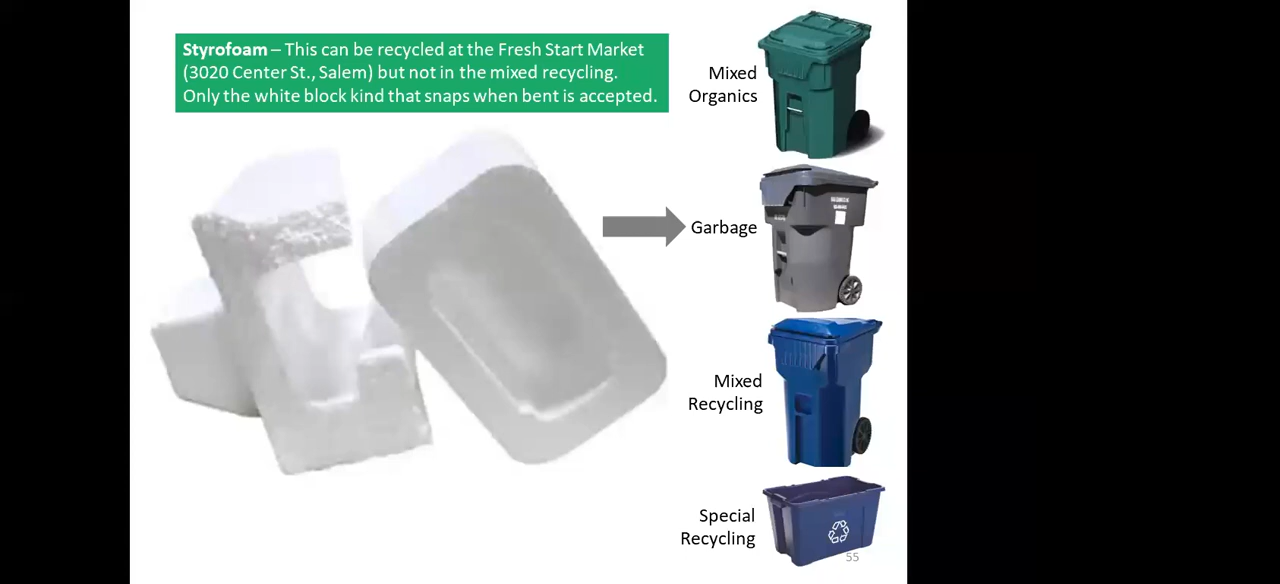 Styrofoam – This can be recycled at the Fresh Start Market
(3020 Center St., Salem) but not in the mixed recycling.
Only the white block kind that snaps when bent is accepted.
Mixed
Organics
Garbage
Mixed
Recycling
Special
Recycling
55